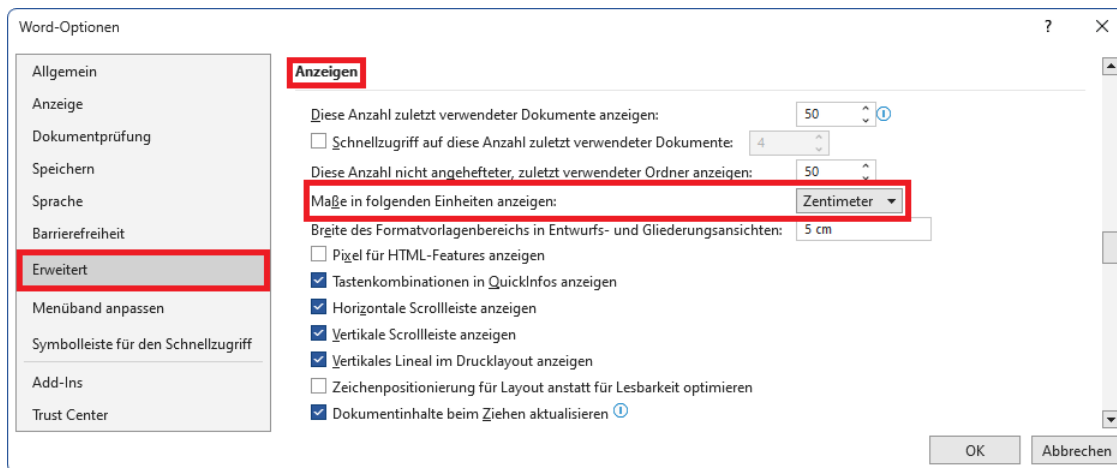 Word-Optionen
?
Allgemein
Anzeige
Dokumentprüfung
Speichern
Sprache
Barrierefreiheit
Erweitert
Menüband anpassen
Symbolleiste für den Schnellzugriff
Add-Ins
Trust Center
Anzeigen
Diese Anzahl zuletzt verwendeter Dokumente anzeigen: 50
Schnellzugriff auf diese Anzahl zuletzt verwendeter Dokumente: 4
Diese Anzahl nicht angehefteter, zuletzt verwendeter Ordner anzeigen: 50
Maße in folgenden Einheiten anzeigen: Zentimeter
Breite des Formatvorlagenbereichs in Entwurfs- und Gliederungsansichten: 5 cm
Pixel für HTML-Features anzeigen
Tastenkombinationen in QuickInfos anzeigen
Horizontale Scrollleiste anzeigen
Vertikale Scrollleiste anzeigen
Vertikales Lineal im Drucklayout anzeigen
Zeichenpositionierung für Layout anstatt für Lesbarkeit optimieren
Dokumentinhalte beim Ziehen aktualisieren
OK
Abbrechen